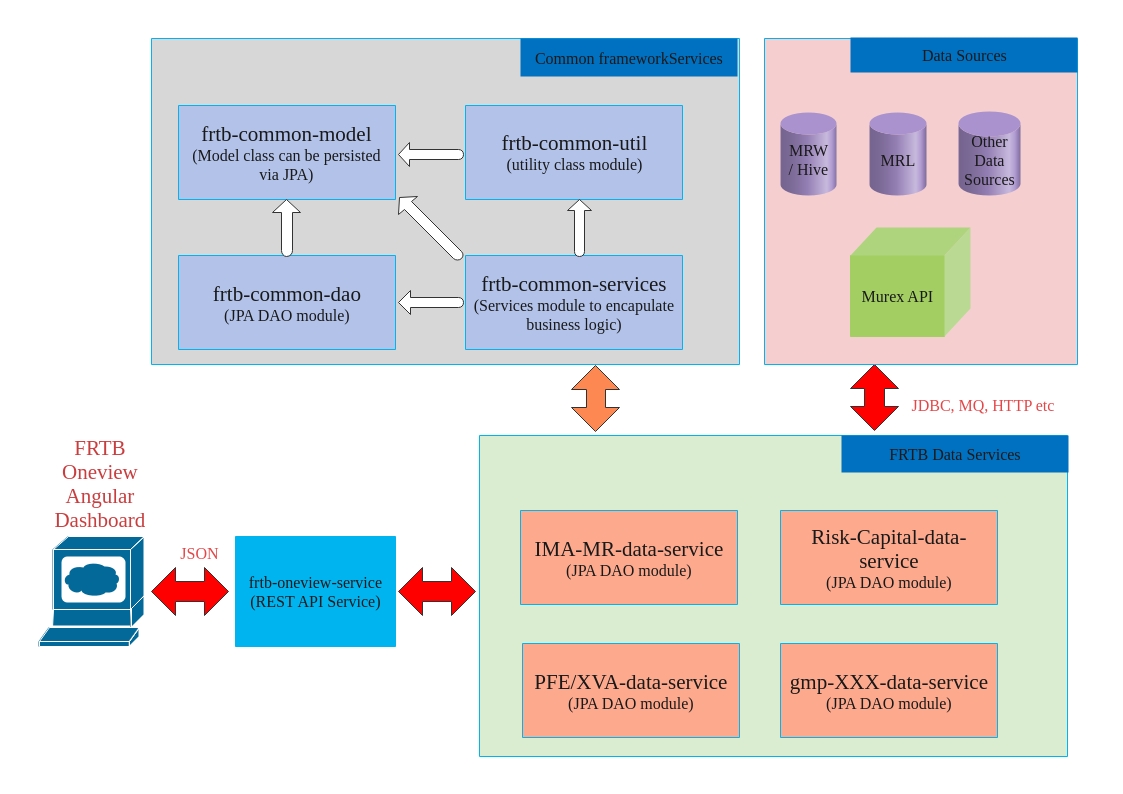 Common frameworkServices
frtb-common-model
(Model class can be persisted
via JPA)
frtb-common-util
(utility class module)
frtb-common-dao
(JPA DAO module)
frtb-common-services
(Services module to encapulate
business logic)
Data Sources
MRW
/ Hive
MRL
Other
Data
Sources
Murex API
JDBC, MQ, HTTP etc
FRTB
Oneview
Angular
Dashboard
JSON
frtb-oneview-service
(REST API Service)
FRTB Data Services
IMA-MR-data-service
(JPA DAO module)
Risk-Capital-data-
service
(JPA DAO module)
PFE/XVA-data-service
(JPA DAO module)
gmp-XXX-data-service
(JPA DAO module)